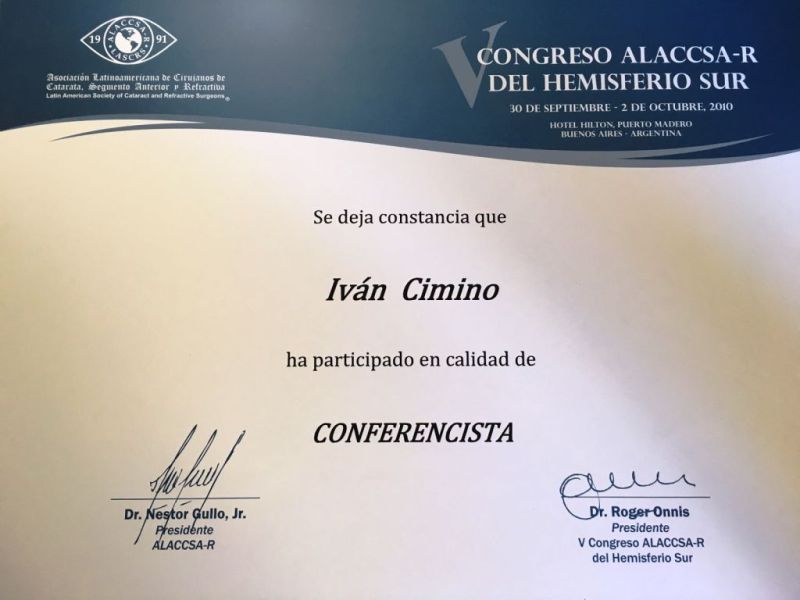 19 91
ALACCSA-R
LASCRS
Asociación Latinoamericana de Cirujanos de
Catarata, Segmento Anterior y Refractiva
Latin American Society of Cataract and Refractive Surgeons®
V CONGRESO ALACCSA-R
DEL HEMISFERIO SUR
30 DE SEPTIEMBRE - 2 DE OCTUBRE, 2010
HOTEL HILTON, PUERTO MADERO
BUENOS AIRES - ARGENTINA
Se deja constancia que
Iván Cimino
ha participado en calidad de
CONFERENCISTA
Dr. Nestor Gullo, Jr.
Presidente
ALACCSA-R
Dr. Roger Onnis
Presidente
V Congreso ALACCSA-R
del Hemisferio Sur